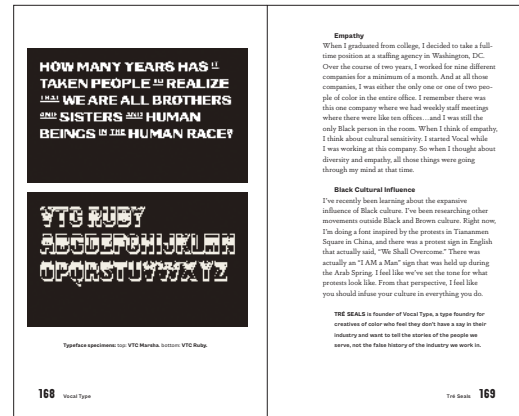 HOW MANY YEARS HAS IT
TAKEN PEOPLE TO REALIZE
THAT WE ARE ALL BROTHERS
AND SISTERS AND HUMAN
BEINGS IN THE HUMAN RACE?
VTC RUBY
ABCDEFGHIJKLMN
OPQRSTUVWXYZ
Typeface specimens: top: VTC Marsha. bottom: VTC Ruby.
168 Vocal Type
Empathy
When I graduated from college, I decided to take a full-
time position at a staffing agency in Washington, DC.
Over the course of two years, I worked for nine different
companies for a minimum of a month. And at all those
companies, I was either the only one or one of two peo-
ple of color in the entire office. I remember there was
this one company where we had weekly staff meetings
where there were like ten offices…and I was still the
only Black person in the room. When I think of empathy,
I think about cultural sensitivity. I started Vocal while
I was working at this company. So when I thought about
diversity and empathy, all those things were going
through my mind at that time.
Black Cultural Influence
I've recently been learning about the expansive
influence of Black culture. I've been researching other
movements outside Black and Brown culture. Right now,
I'm doing a font inspired by the protests in Tiananmen
Square in China, and there was a protest sign in English
that actually said, "We Shall Overcome." There was
actually an "I AM a Man" sign that was held up during
the Arab Spring. I feel like we've set the tone for what
protests look like. From that perspective, I feel like
you should infuse your culture in everything you do.
TRÉ SEALS is founder of Vocal Type, a type foundry for
creatives of color who feel they don't have a say in their
industry and want to tell the stories of the people we
serve, not the false history of the industry we work in.
Tré Seals 169